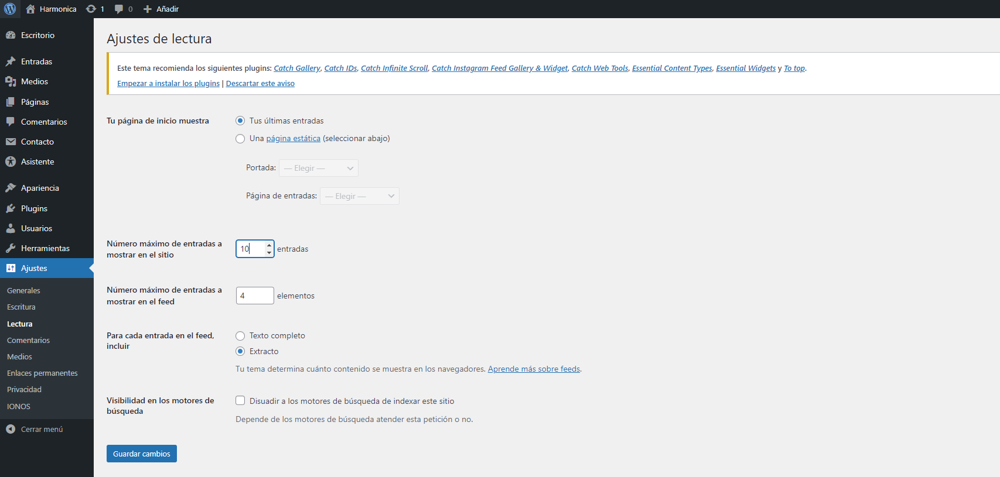 Harmonica 1 0 Añadir
Escritorio
Entradas
Medios
Páginas
Comentarios
Contacto
Asistente
Apariencia
Plugins
Usuarios
Herramientas
Ajustes
Generales
Escritura
Lectura
Comentarios
Medios
Enlaces permanentes
Privacidad
IONOS
Cerrar menú
Ajustes de lectura
Este tema recomienda los siguientes plugins: Catch Gallery, Catch IDs, Catch Infinite Scroll, Catch Instagram Feed Gallery & Widget, Catch Web Tools, Essential Content Types, Essential Widgets y To top.
Empezar a instalar los plugins | Descartar este aviso
Tu página de inicio muestra
Tus últimas entradas
Una página estática (seleccionar abajo)
Portada: — Elegir —
Página de entradas: — Elegir —
Número máximo de entradas a
mostrar en el sitio
10 entradas
Número máximo de entradas a
mostrar en el feed
4 elementos
Para cada entrada en el feed,
incluir
Texto completo
Extracto
Tu tema determina cuánto contenido se muestra en los navegadores. Aprende más sobre feeds.
Visibilidad en los motores de
búsqueda
Disuadir a los motores de búsqueda de indexar este sitio
Depende de los motores de búsqueda atender esta petición o no.
Guardar cambios